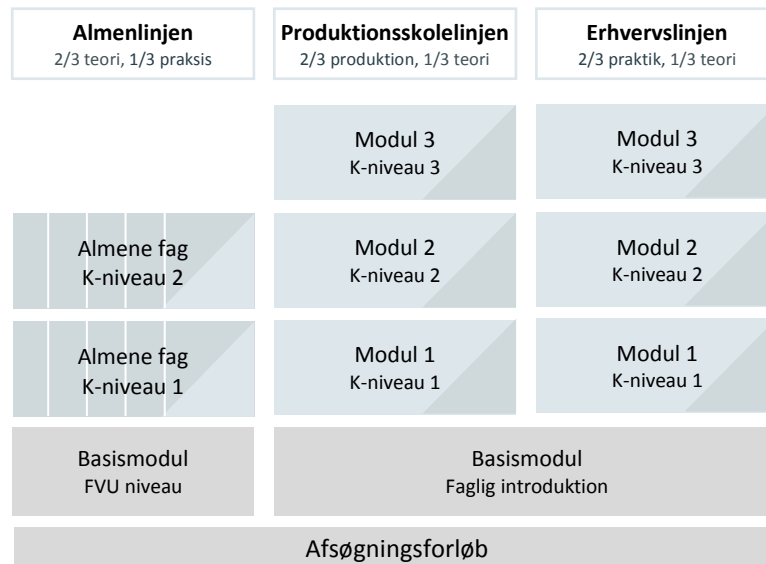 Almenlinjen
2/3 teori, 1/3 praksis
Produktionsskolelinjen
2/3 produktion, 1/3 teori
Erhvervslinjen
2/3 praktik, 1/3 teori
Modul 3
K-niveau 3
Modul 3
K-niveau 3
Almene fag
K-niveau 2
Modul 2
K-niveau 2
Modul 2
K-niveau 2
Almene fag
K-niveau 1
Modul 1
K-niveau 1
Modul 1
K-niveau 1
Basismodul
FVU niveau
Basismodul
Faglig introduktion
Afsøgningsforløb